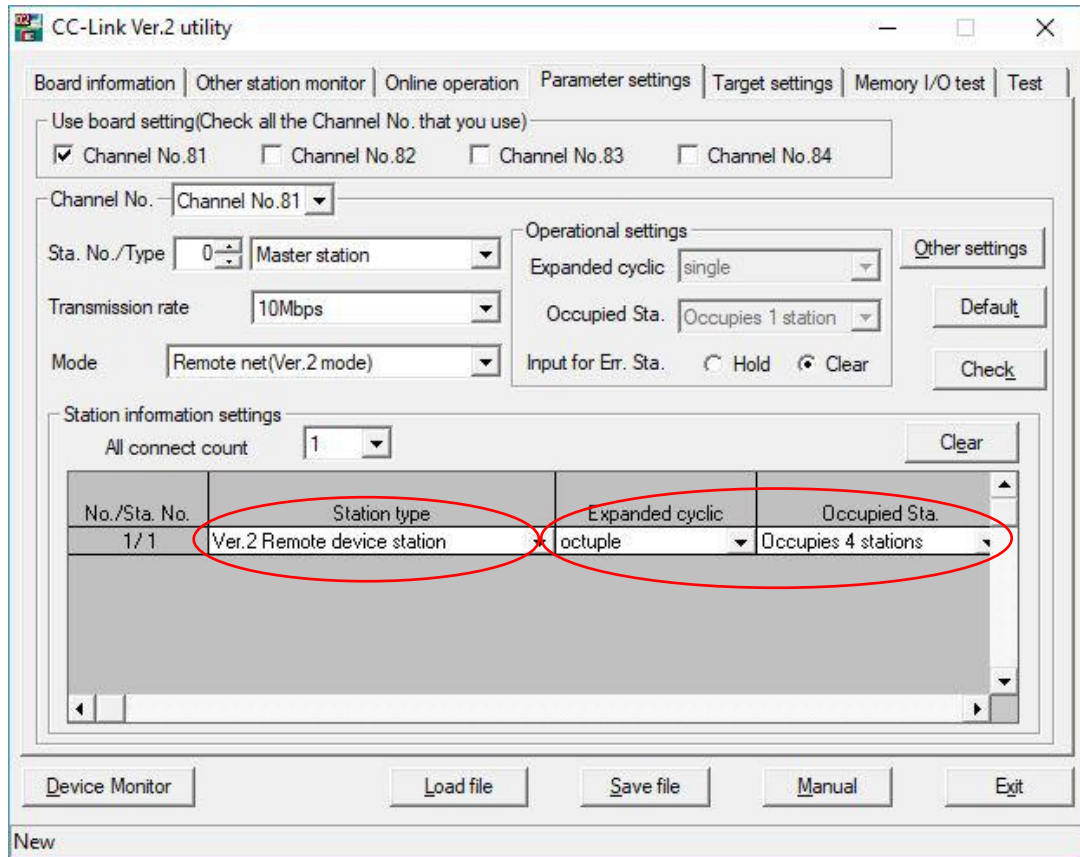 CC-Link Ver.2 utility
Board information Other station monitor Online operation Parameter settings Target settings Memory I/O test Test
Use board setting(Check all the Channel No. that you use)
Channel No.81 Channel No.82 Channel No.83 Channel No.84
Channel No. Channel No.81
Sta. No./Type 0 Master station
Transmission rate 10Mbps
Mode Remote net(Ver.2 mode)
Operational settings
Expanded cyclic single
Occupied Sta. Occupies 1 station
Input for Err. Sta. Hold Clear
Other settings
Default
Check
Station information settings
All connect count 1
Clear
No./Sta. No. Station type Expanded cyclic Occupied Sta.
1/ 1 Ver.2 Remote device station octuple Occupies 4 stations
Device Monitor Load file Save file Manual Exit
New